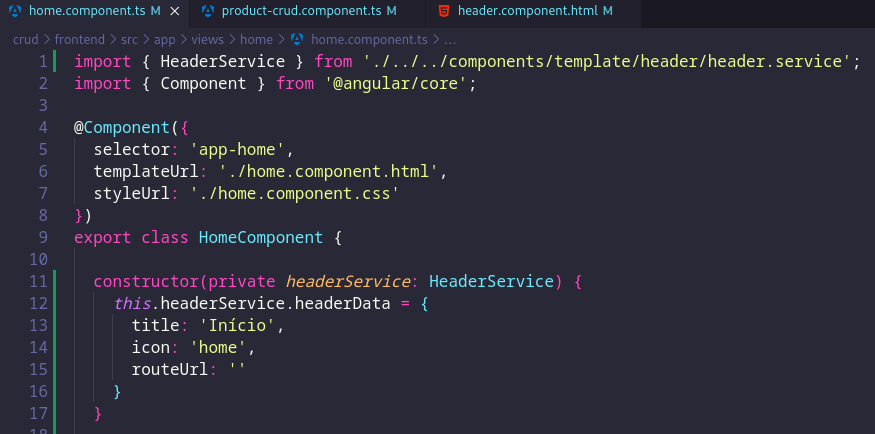 home.component.ts M × product-crud.component.ts M header.component.html M
crud > frontend > src > app > views > home > home.component.ts > ...
1 import { HeaderService } from './../../components/template/header/header.service';
2 import { Component } from '@angular/core';
3
4 @Component({
5 selector: 'app-home',
6 templateUrl: './home.component.html',
7 styleUrl: './home.component.css'
8 })
9 export class HomeComponent {
10
11 constructor(private headerService: HeaderService) {
12 this.headerService.headerData = {
13 title: 'Início',
14 icon: 'home',
15 routeUrl: ''
16 }
17 }
18